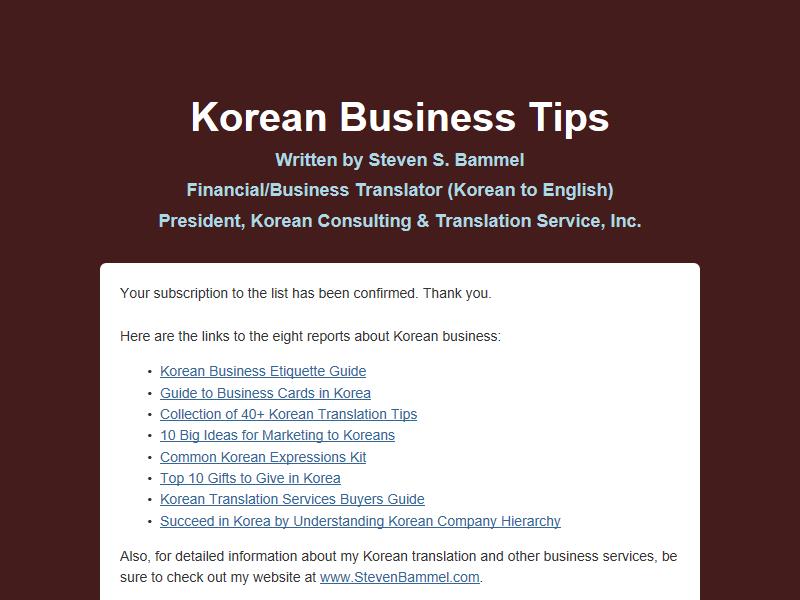 Korean Business Tips
Written by Steven S. Bammel
Financial/Business Translator (Korean to English)
President, Korean Consulting & Translation Service, Inc.
Your subscription to the list has been confirmed. Thank you.
Here are the links to the eight reports about Korean business:
• Korean Business Etiquette Guide
• Guide to Business Cards in Korea
• Collection of 40+ Korean Translation Tips
• 10 Big Ideas for Marketing to Koreans
• Common Korean Expressions Kit
• Top 10 Gifts to Give in Korea
• Korean Translation Services Buyers Guide
• Succeed in Korea by Understanding Korean Company Hierarchy
Also, for detailed information about my Korean translation and other business services, be
sure to check out my website at www.StevenBammel.com.